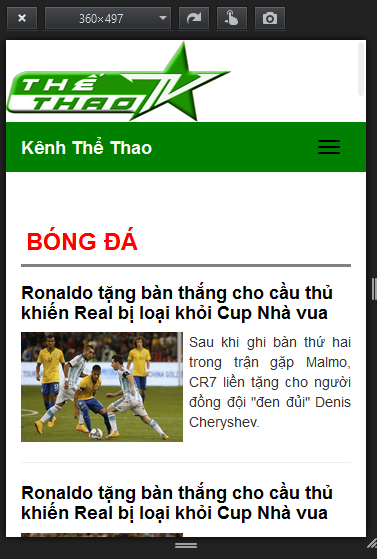 360×497
THỂ
THAO TV
Kênh Thể Thao
BÓNG ĐÁ
Ronaldo tặng bàn thắng cho cầu thủ
khiến Real bị loại khỏi Cup Nhà vua
Sau khi ghi bàn thứ hai
trong trận gặp Malmo,
CR7 liền tặng cho người
đồng đội "đen đủi" Denis
Cheryshev.
Ronaldo tặng bàn thắng cho cầu thủ
khiến Real bị loại khỏi Cup Nhà vua